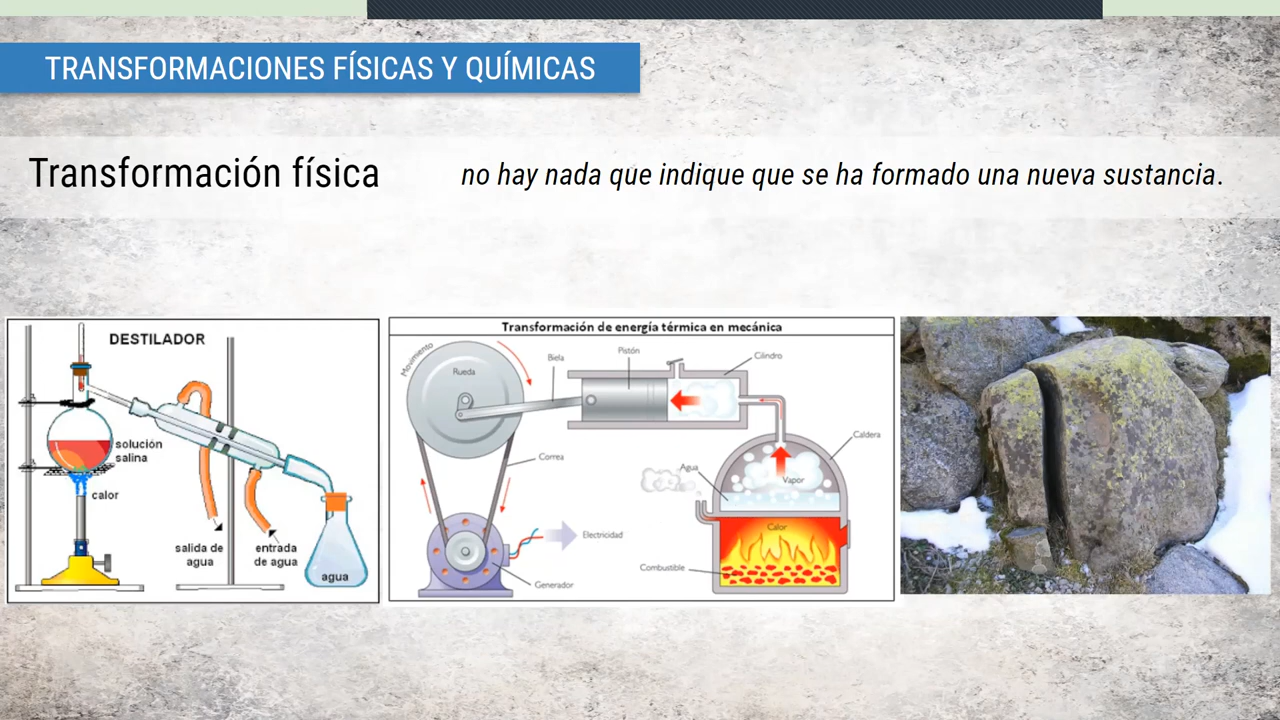 TRANSFORMACIONES FÍSICAS Y QUÍMICAS
Transformación física
no hay nada que indique que se ha formado una nueva sustancia.
DESTILADOR
solución
salina
calor
salida de
agua
entrada
de agua
agua
Transformación de energía térmica en mecánica
Movimiento
Rueda
Biela
Pistón
Cilindro
Correa
Caldera
Agua
Vapor
Calor
Electricidad
Combustible
Generador